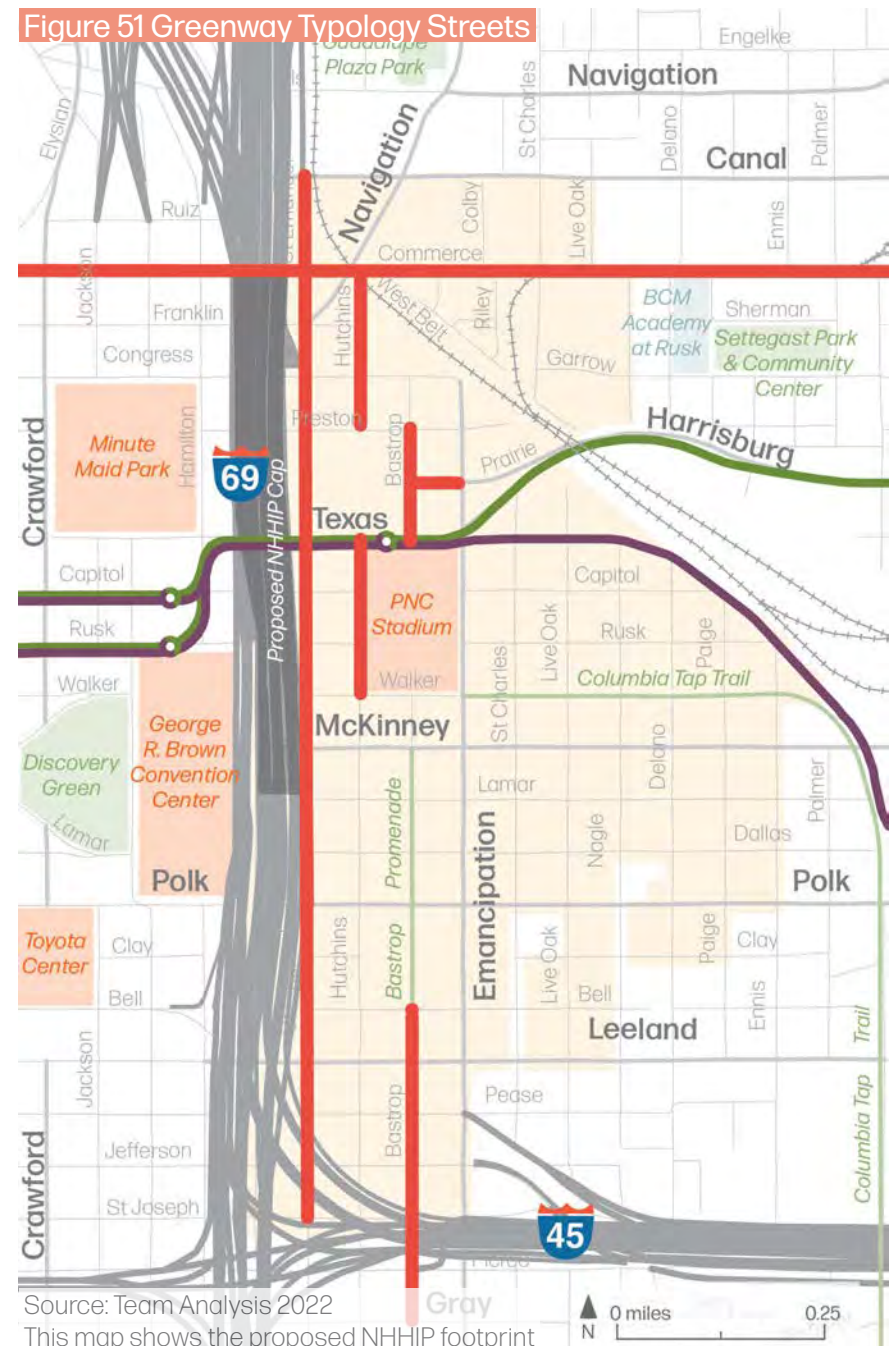 Figure 51 Greenway Typology Streets
Guadalupe
Plaza Park
Engelke
Navigation
St Charles
Elysian
Navigation
Delano
Palmer
Canal
Ruiz
Colby
Live Oak
Ennis
Commerce
Jackson
Franklin
Hutchins
West Belt
Riley
BCM
Academy
at Rusk
Sherman
Settegast Park
& Community
Center
Congress
Garrow
Crawford
Minute
Maid Park
Hamilton
69
Preston
Bastrop
Prairie
Harrisburg
Proposed NHHIP Cap
Texas
Capitol
Capitol
PNC
Stadium
Rusk
Live Oak
Rusk
Paige
Walker
Walker
St Charles
Columbia Tap Trail
George
R. Brown
Convention
Center
McKinney
Discovery
Green
Lamar
Promenade
Lamar
Delano
Palmer
Emancipation
Nagle
Dallas
Polk
Polk
Toyota
Center
Clay
Hutchins
Bastrop
Live Oak
Paige
Clay
Bell
Bell
Ennis
Leeland
Trail
Jackson
Bastrop
Pease
Columbia Tap
Crawford
Jefferson
St Joseph
45
Pierce
Gray
Source: Team Analysis 2022
This map shows the proposed NHHIP footprint
N
0 miles
0.25